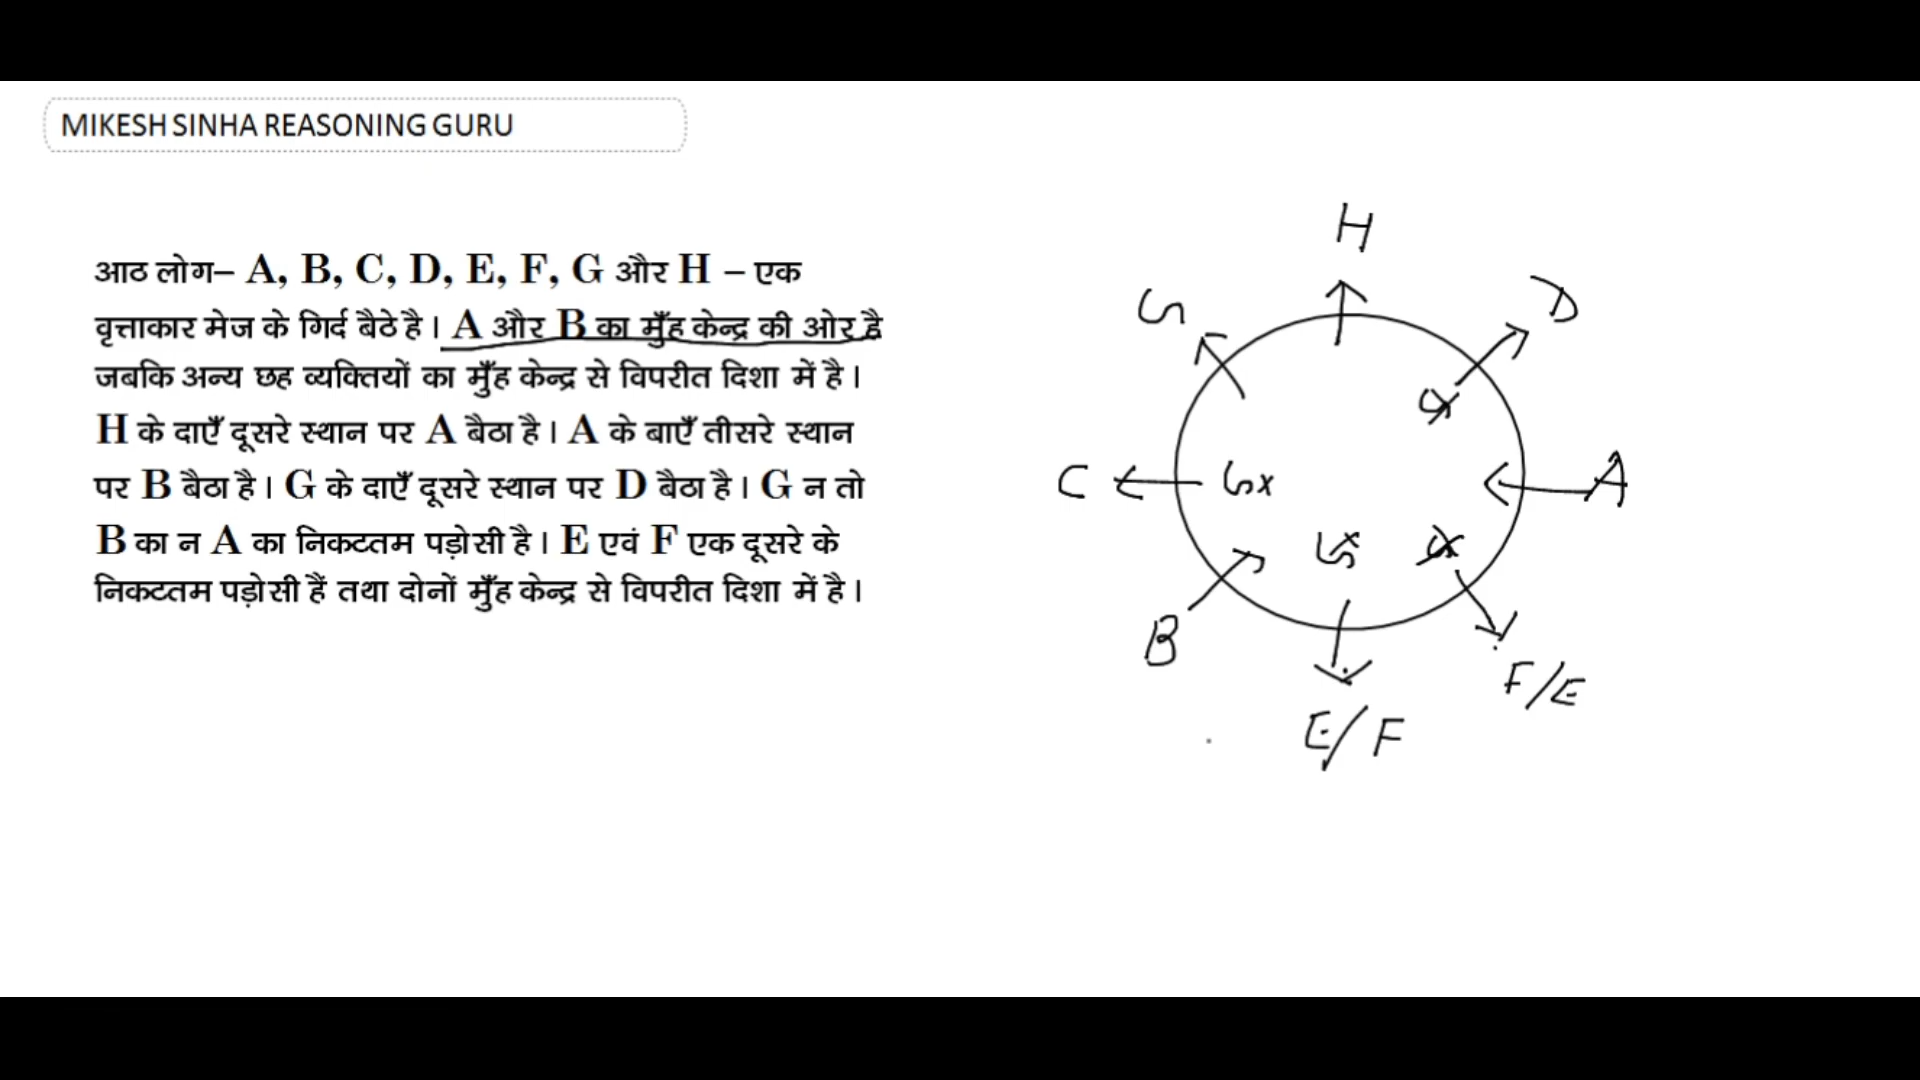 MIKESH SINHA REASONING GURU
आठ लोग– A, B, C, D, E, F, G और H – एक
वृत्ताकार मेज के गिर्द बैठे है। A और B का मुँह केन्द्र की ओर है
जबकि अन्य छह व्यक्तियों का मुँह केन्द्र से विपरीत दिशा में है।
H के दाएँ दूसरे स्थान पर A बैठा है। A के बाएँ तीसरे स्थान
पर B बैठा है। G के दाएँ दूसरे स्थान पर D बैठा है। G न तो
B का न A का निकटतम पड़ोसी है। E एवं F एक दूसरे के
निकटतम पड़ोसी हैं तथा दोनों मुँह केन्द्र से विपरीत दिशा में है।
H
G
D
C
Gx
A
B
F/E
E/F